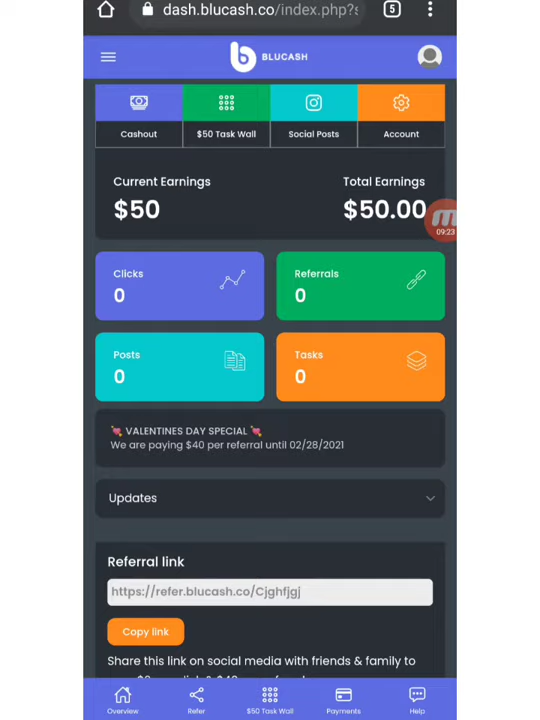 dash.blucash.co/index.php?s
5
BLUCASH
Cashout
$50 Task Wall
Social Posts
Account
Current Earnings
Total Earnings
$50
$50.00
09:23
Clicks
0
Referrals
0
Posts
0
Tasks
0
💘 VALENTINES DAY SPECIAL 💘
We are paying $40 per referral until 02/28/2021
Updates
Referral link
https://refer.blucash.co/Cjghfjgj
Copy link
Share this link on social media with friends & family to
Overview
Refer
$50 Task Wall
Payments
Help